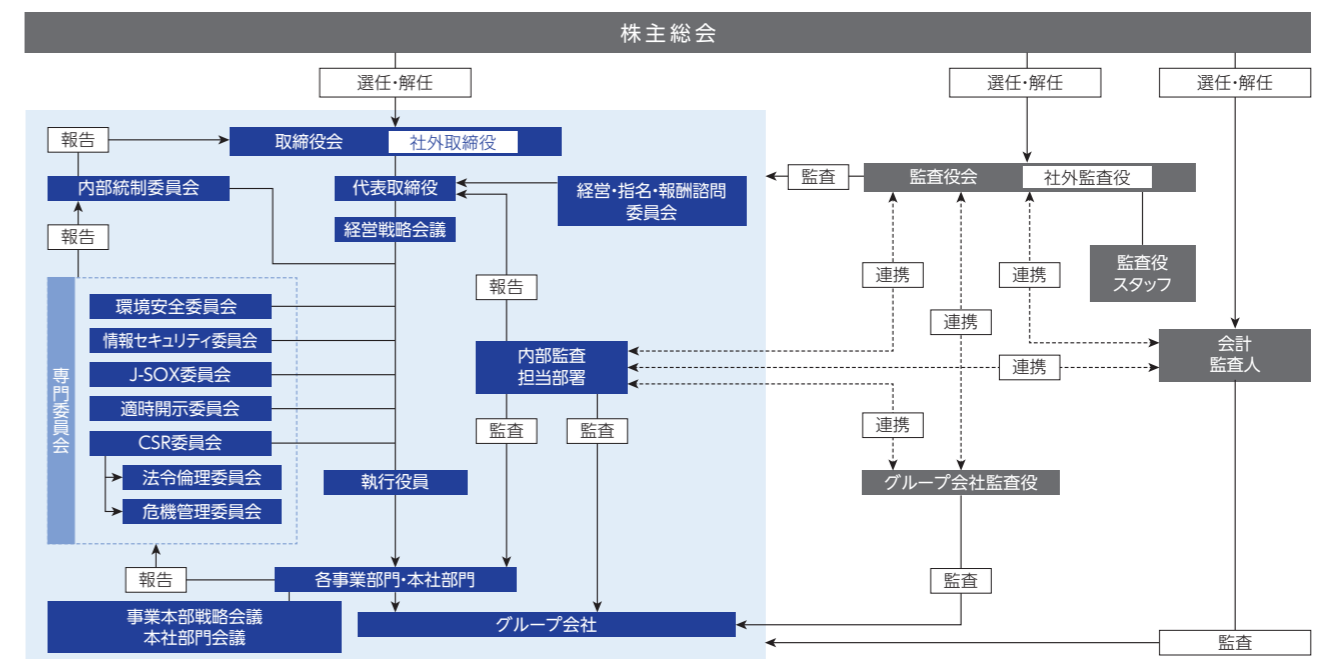 株主総会
選任・解任
選任・解任
選任・解任
報告
取締役会
社外取締役
内部統制委員会
代表取締役
経営・指名・報酬諮問
委員会
監査
監査役会
社外監査役
報告
経営戦略会議
監査役
スタッフ
連携
連携
報告
連携
専門委員会
環境安全委員会
情報セキュリティ委員会
J-SOX委員会
適時開示委員会
CSR委員会
法令倫理委員会
危機管理委員会
内部監査
担当部署
会計
監査人
連携
連携
監査
監査
執行役員
グループ会社監査役
報告
各事業部門・本社部門
監査
事業本部戦略会議
本社部門会議
グループ会社
監査